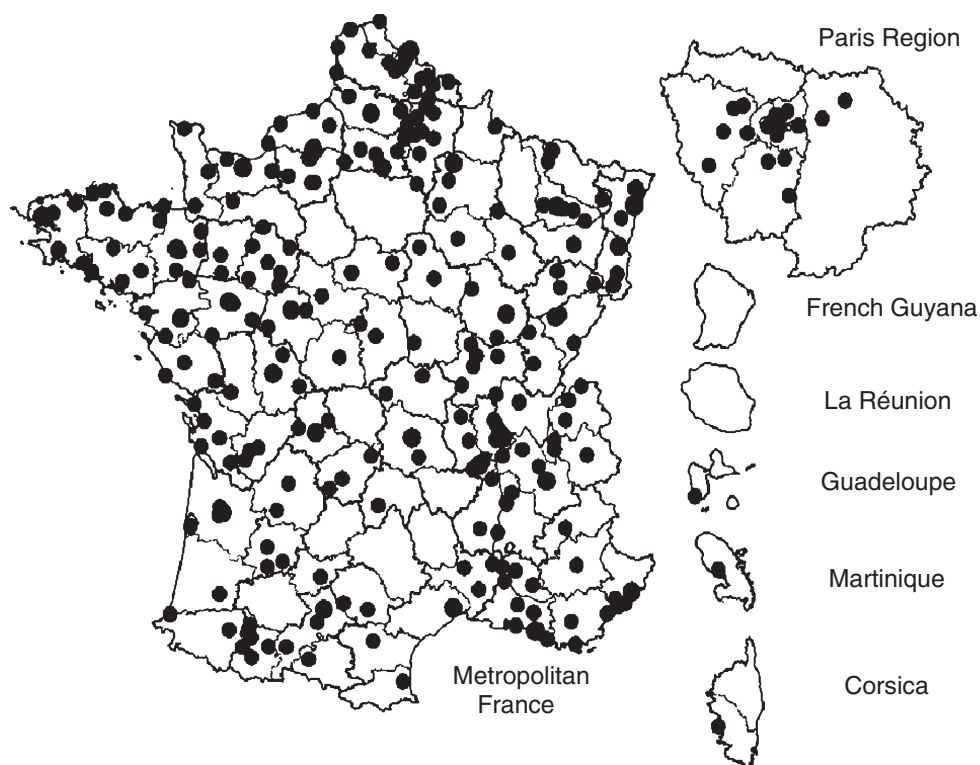 Paris Region
French Guyana
La Réunion
Guadeloupe
Martinique
Corsica
Metropolitan
France